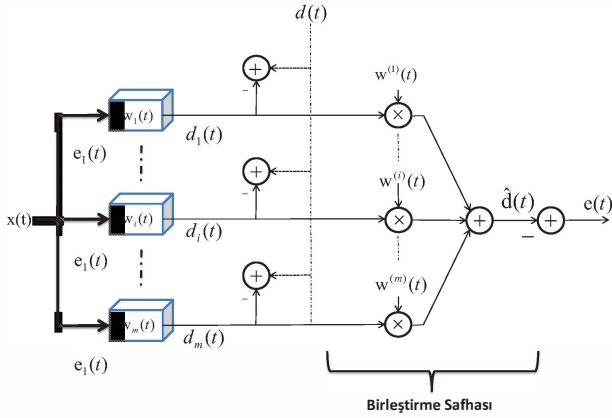 d(t)
w⁽¹⁾(t)
w₁(t)
d₁(t)
e₁(t)
w⁽ⁱ⁾(t)
x(t)
wᵢ(t)
d̂(t)
e(t)
dᵢ(t)
e₁(t)
w⁽ᵐ⁾(t)
wₘ(t)
dₘ(t)
e₁(t)
Birleştirme Safhası